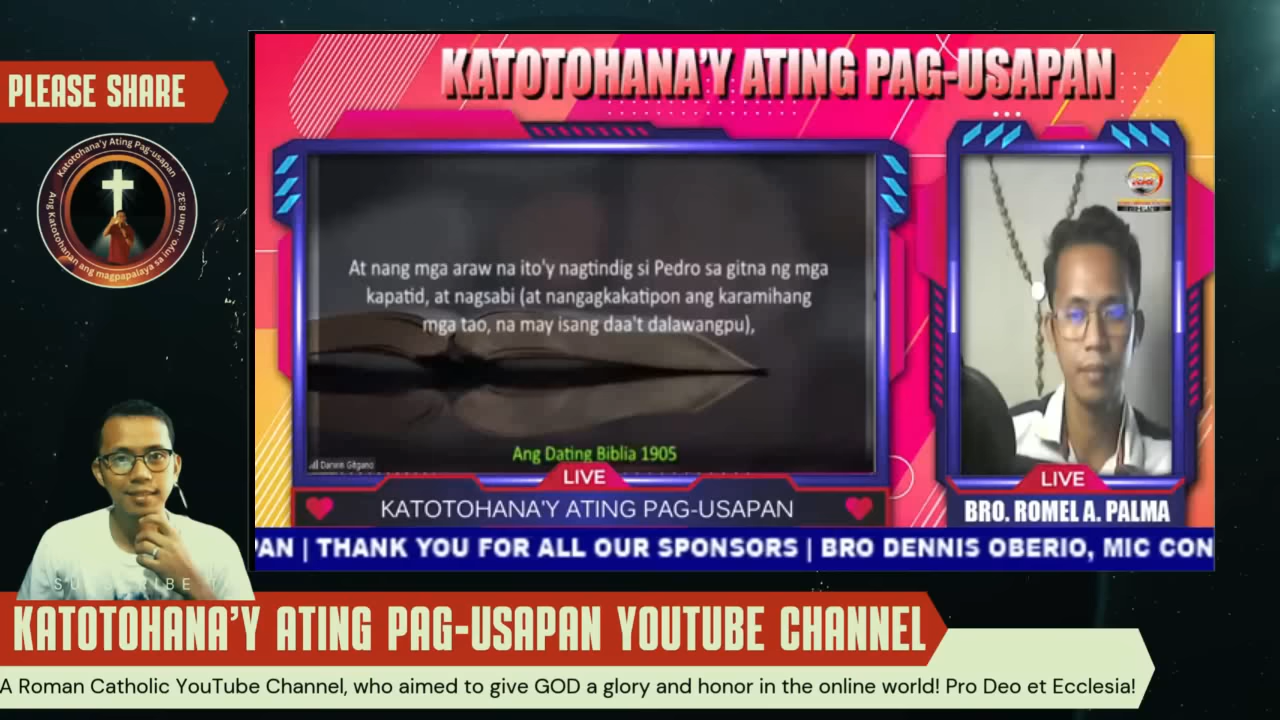 PLEASE SHARE
Katotohana'y Ating Pag-usapan
Ang Katotohanan ang magpapalaya sa inyo. Juan 8:32
KATOTOHANA'Y ATING PAG-USAPAN
At nang mga araw na ito'y nagtindig si Pedro sa gitna ng mga
kapatid, at nagsabi (at nangagkakatipon ang karamihang
mga tao, na may isang daa't dalawangpu),
Ang Dating Biblia 1905
Darwin Gitgano
LIVE
KATOTOHANA'Y ATING PAG-USAPAN
LIVE
BRO. ROMEL A. PALMA
PAN | THANK YOU FOR ALL OUR SPONSORS | BRO DENNIS OBERIO, MIC CON
SUBSCRIBE T
KATOTOHANA'Y ATING PAG-USAPAN YOUTUBE CHANNEL
A Roman Catholic YouTube Channel, who aimed to give GOD a glory and honor in the online world! Pro Deo et Ecclesia!